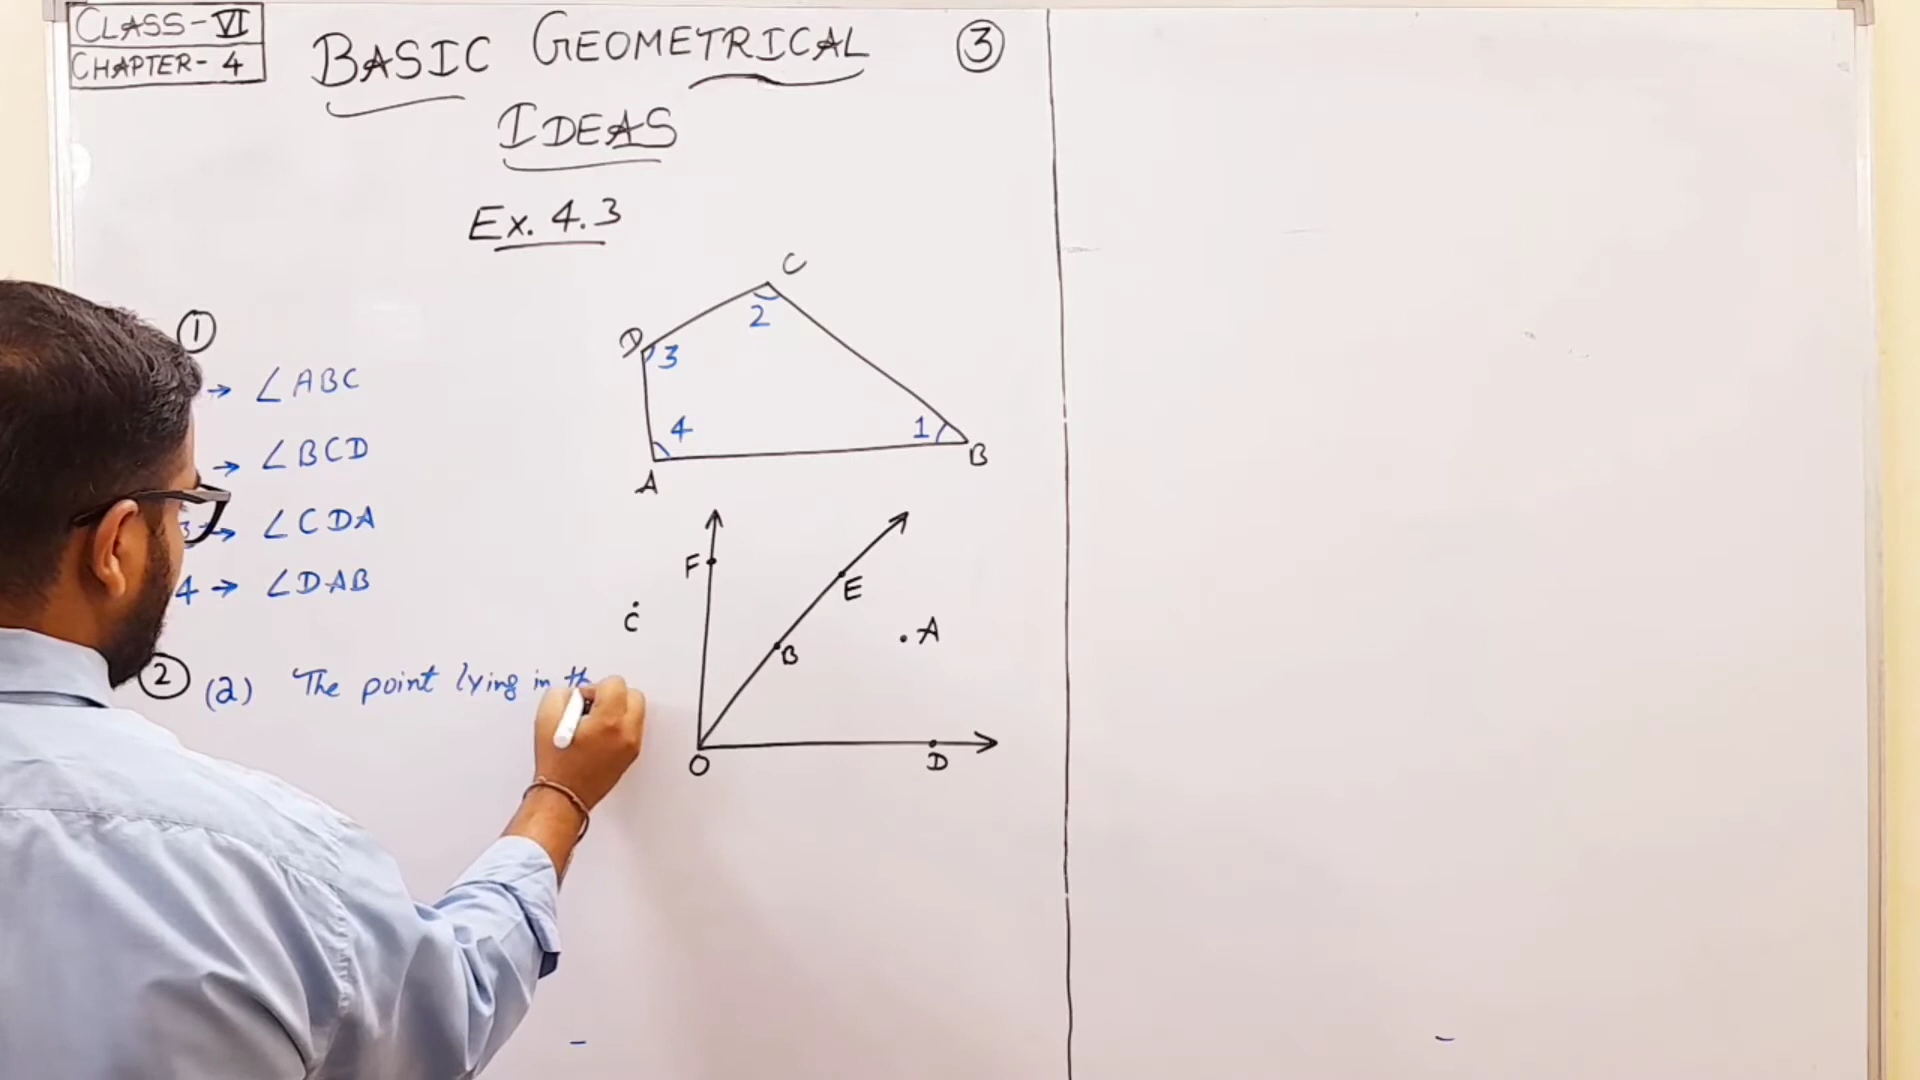 CLASS-VI
CHAPTER-4
BASIC GEOMETRICAL
IDEAS
3
Ex. 4.3
1
→ ∠ABC
→ ∠BCD
3 → ∠CDA
4 → ∠DAB
C
2
D
3
4
1
A
B
F
E
C
A
B
O
D
2 (a) The point lying in th